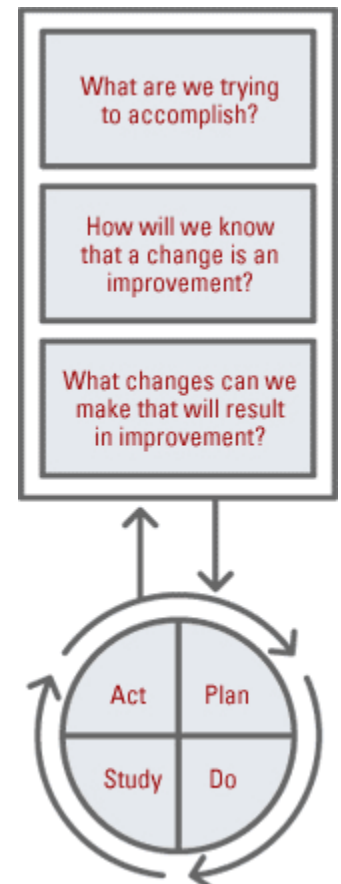 What are we trying
to accomplish?
How will we know
that a change is an
improvement?
What changes can we
make that will result
in improvement?
Act Plan
Study Do